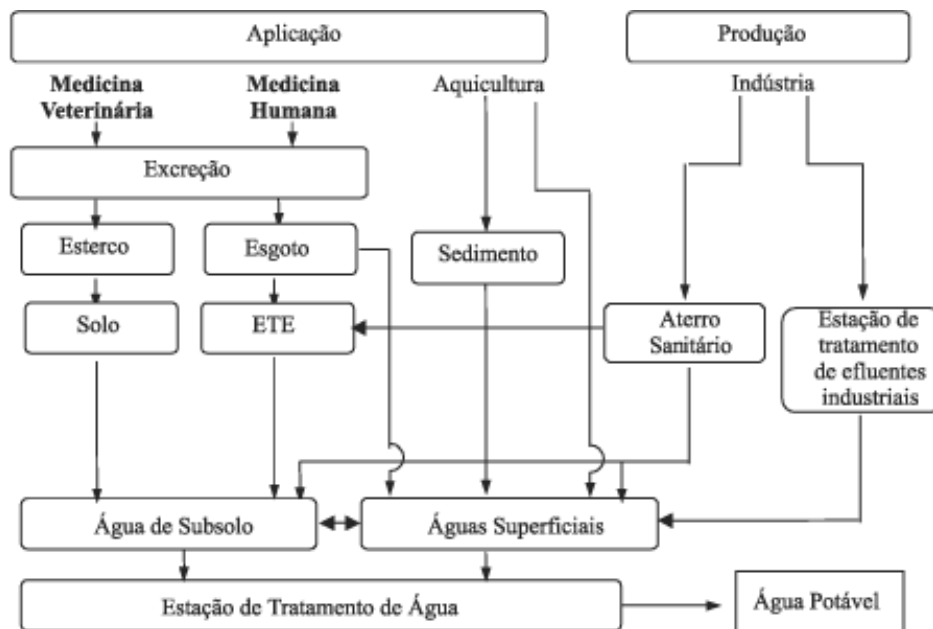 Aplicação
Produção
Medicina
Veterinária
Medicina
Humana
Aquicultura
Indústria
Excreção
Esterco
Esgoto
Sedimento
Solo
ETE
Aterro
Sanitário
Estação de
tratamento
de efluentes
industriais
Água de Subsolo
Águas Superficiais
Estação de Tratamento de Água
Água Potável